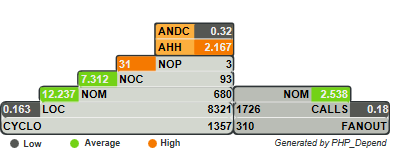 ANDC 0.32
AHH 2.167
31 NOP 3
7.312 NOC 93
12.237 NOM 680 NOM 2.538
0.163 LOC 8321 1726 CALLS 0.18
CYCLO 1357 310 FANOUT
Low Average High Generated by PHP_Depend